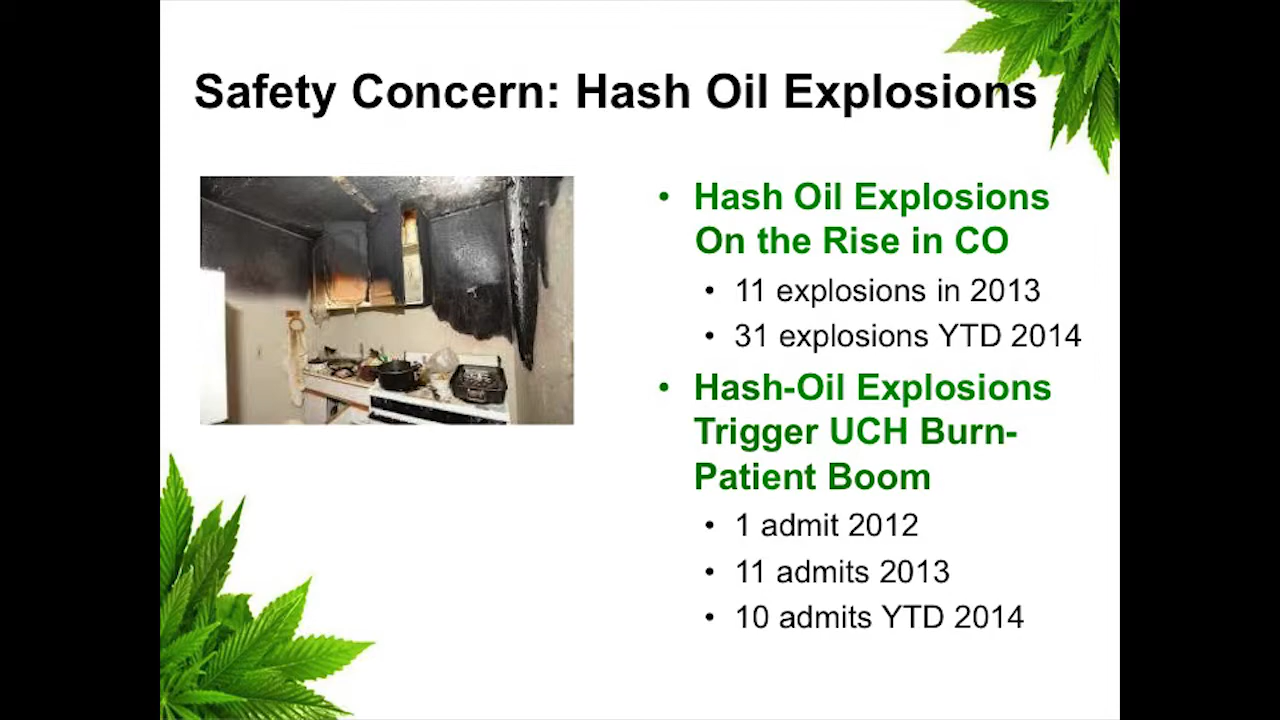 Safety Concern: Hash Oil Explosions
• Hash Oil Explosions
On the Rise in CO
• 11 explosions in 2013
• 31 explosions YTD 2014
• Hash-Oil Explosions
Trigger UCH Burn-
Patient Boom
• 1 admit 2012
• 11 admits 2013
• 10 admits YTD 2014